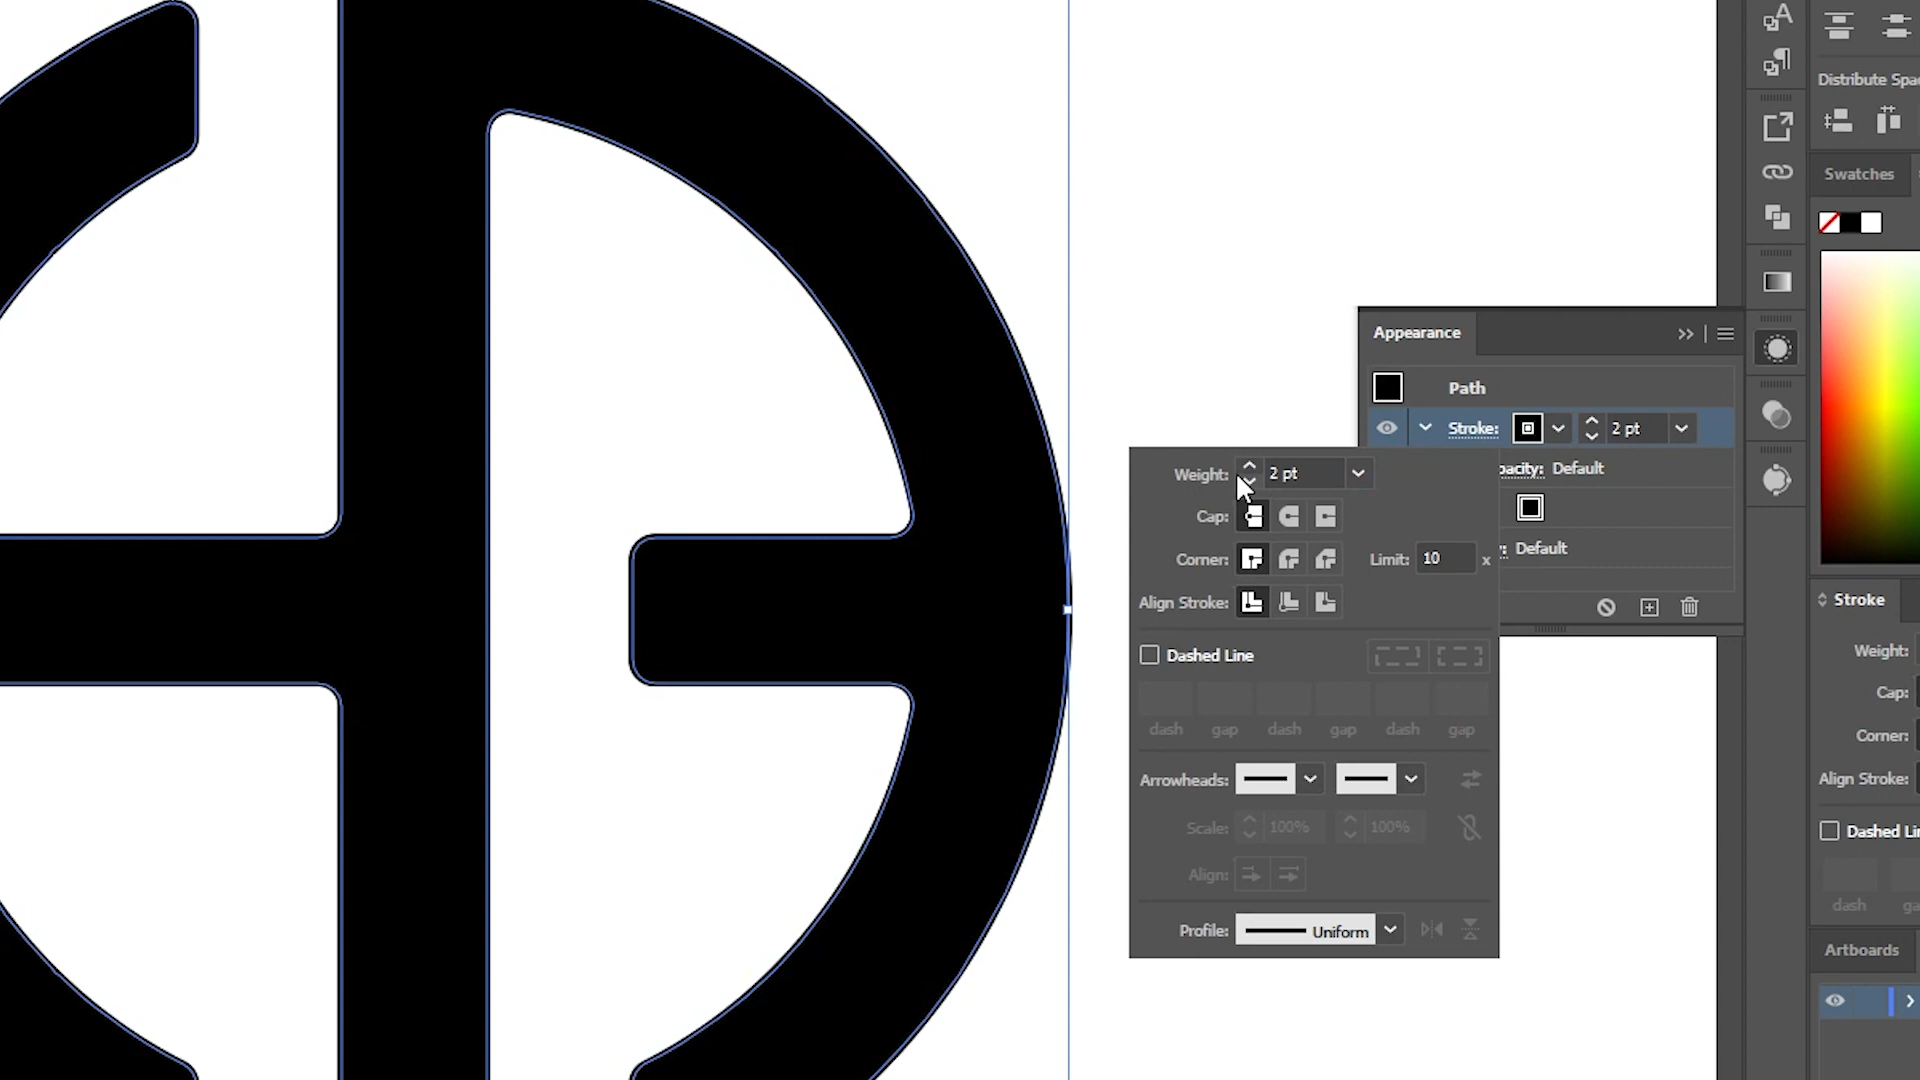 A
Distribute Spa
Swatches
Appearance
Path
Stroke: 2 pt
Weight: 2 pt
pacity: Default
Cap:
: Default
Corner: Limit: 10 x
Align Stroke:
Dashed Line
dash gap dash gap dash gap
Arrowheads:
Scale: 100% 100%
Align:
Profile: Uniform
Stroke
Weight:
Cap:
Corner:
Align Stroke:
Dashed Li
dash ga
Artboards